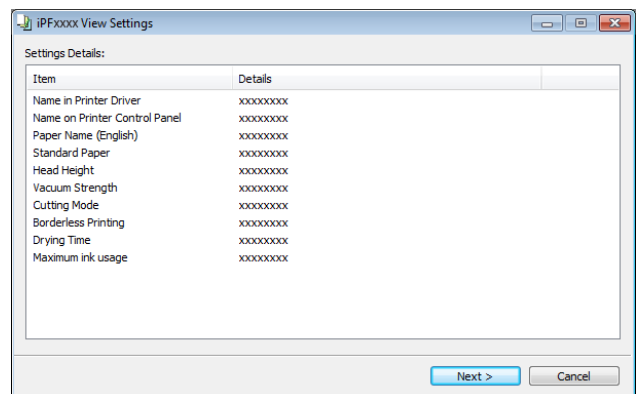 iPFxxxx View Settings
Settings Details:
Item Details
Name in Printer Driver xxxxxxxx
Name on Printer Control Panel xxxxxxxx
Paper Name (English) xxxxxxxx
Standard Paper xxxxxxxx
Head Height xxxxxxxx
Vacuum Strength xxxxxxxx
Cutting Mode xxxxxxxx
Borderless Printing xxxxxxxx
Drying Time xxxxxxxx
Maximum ink usage xxxxxxxx
Next > Cancel